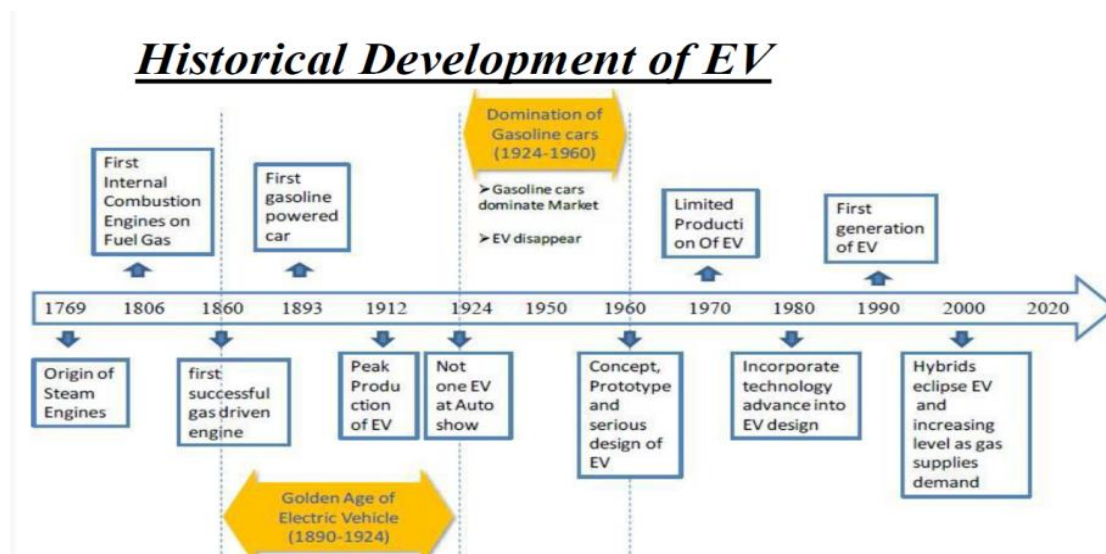 Historical Development of EV
Domination of
Gasoline cars
(1924-1960)
First
Internal
Combustion
Engines on
Fuel Gas
First
gasoline
powered
car
➢Gasoline cars
dominate Market
➢EV disappear
Limited
Producti
on Of EV
First
generation
of EV
1769 1806 1860 1893 1912 1924 1950 1960 1970 1980 1990 2000 2020
Origin of
Steam
Engines
first
successful
gas driven
engine
Peak
Produ
ction
of EV
Not
one EV
at Auto
show
Concept,
Prototype
and
serious
design of
EV
Incorporate
technology
advance into
EV design
Hybrids
eclipse EV
and
increasing
level as gas
supplies
demand
Golden Age of
Electric Vehicle
(1890-1924)